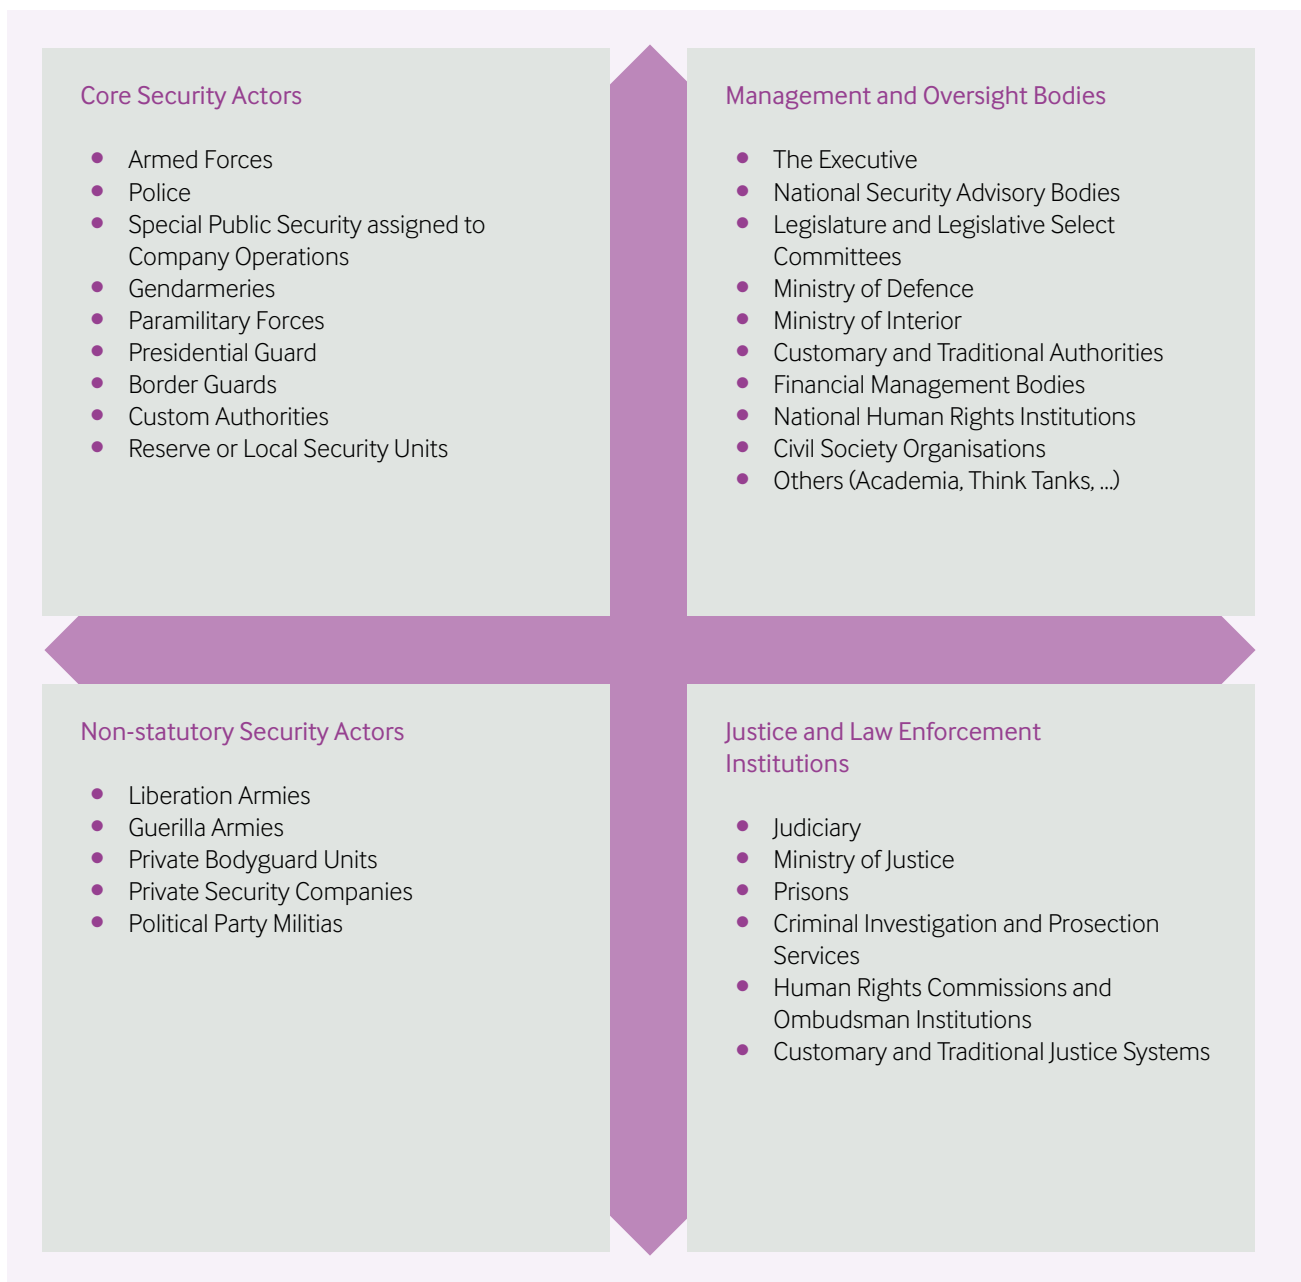 Core Security Actors
• Armed Forces
• Police
• Special Public Security assigned to
Company Operations
• Gendarmeries
• Paramilitary Forces
• Presidential Guard
• Border Guards
• Custom Authorities
• Reserve or Local Security Units
Management and Oversight Bodies
• The Executive
• National Security Advisory Bodies
• Legislature and Legislative Select
Committees
• Ministry of Defence
• Ministry of Interior
• Customary and Traditional Authorities
• Financial Management Bodies
• National Human Rights Institutions
• Civil Society Organisations
• Others (Academia, Think Tanks, ...)
Non-statutory Security Actors
• Liberation Armies
• Guerilla Armies
• Private Bodyguard Units
• Private Security Companies
• Political Party Militias
Justice and Law Enforcement
Institutions
• Judiciary
• Ministry of Justice
• Prisons
• Criminal Investigation and Prosection
Services
• Human Rights Commissions and
Ombudsman Institutions
• Customary and Traditional Justice Systems